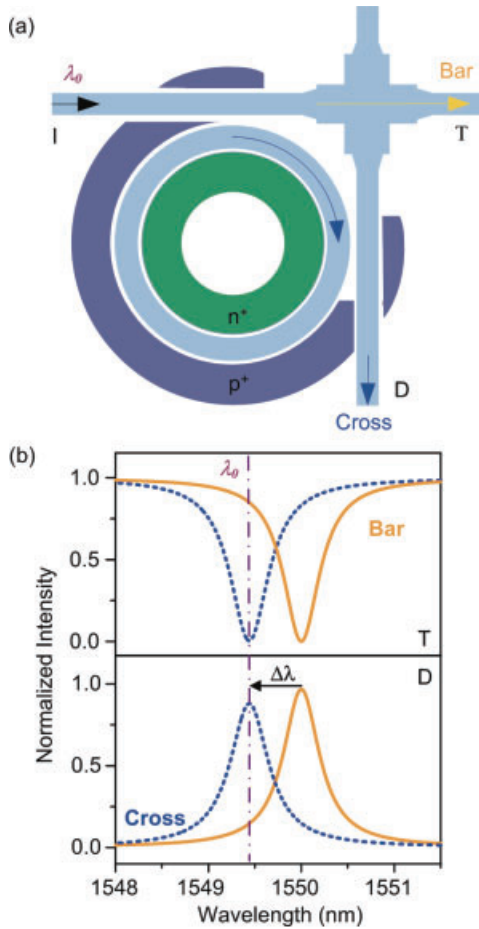 (a)
λ₀
Bar
I
T
n⁺
p⁺
D
Cross
(b)
λ₀
1.0
0.5
0.0
Bar
T
1.0
0.5
0.0
D
Δλ
Cross
Normalized Intensity
1548 1549 1550 1551
Wavelength (nm)